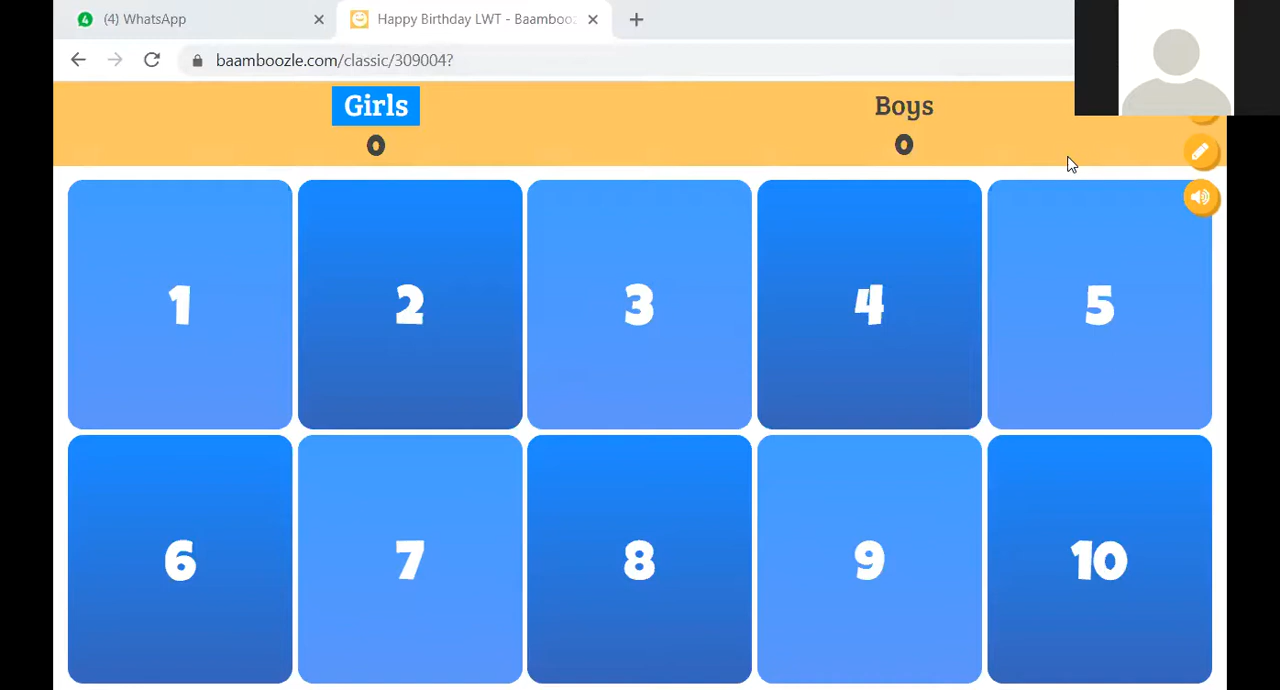 (4) WhatsApp
Happy Birthday LWT - Baambooz
baamboozle.com/classic/309004?
Girls
Boys
0
0
1
2
3
4
5
6
7
8
9
10